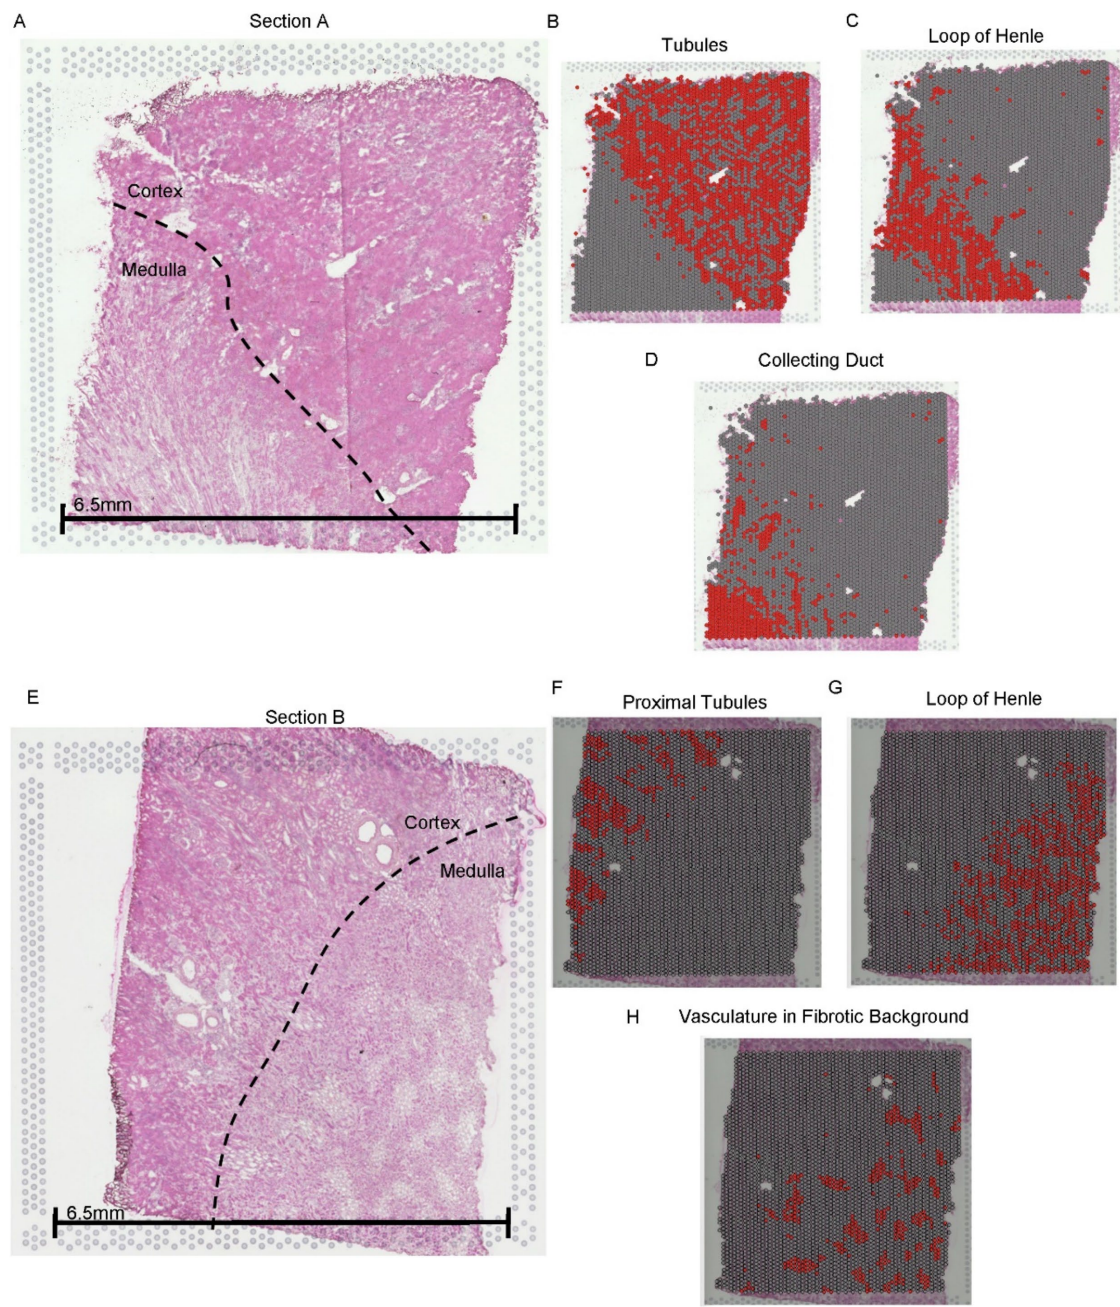 A
Section A
B
Tubules
C
Loop of Henle
Cortex
Medulla
6.5mm
D
Collecting Duct
E
Section B
F
Proximal Tubules
G
Loop of Henle
Cortex
Medulla
6.5mm
H
Vasculature in Fibrotic Background